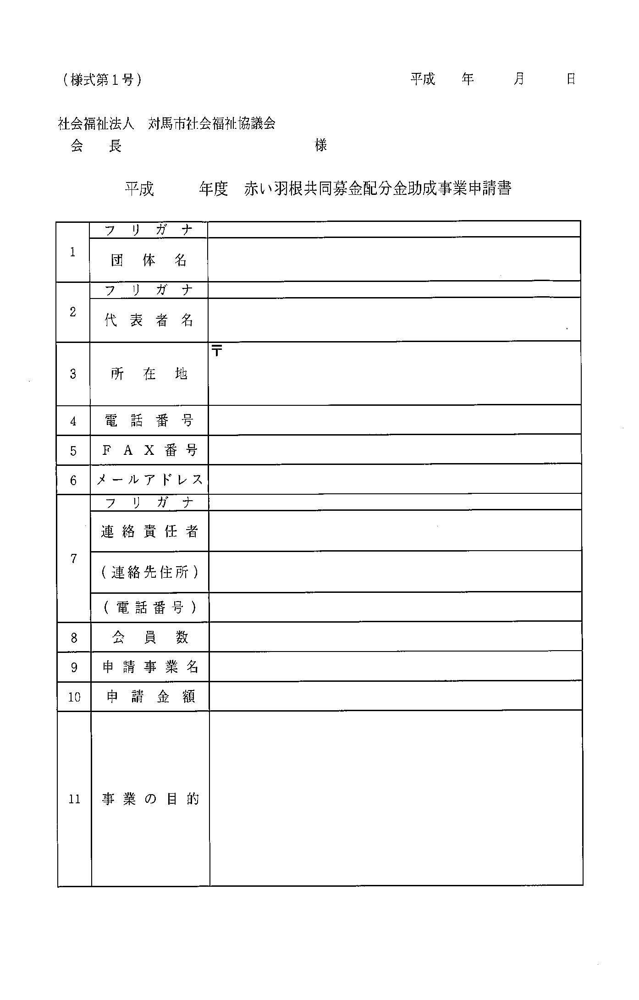 （様式第１号）　平成　年　月　日
社会福祉法人　対馬市社会福祉協議会
会　長　様
平成　年度　赤い羽根共同募金配分金助成事業申請書
1
フリガナ
団体名
2
フリガナ
代表者名
3
所在地
〒
4
電話番号
5
ＦＡＸ番号
6
メールアドレス
7
フリガナ
連絡責任者
（連絡先住所）
（電話番号）
8
会員数
9
申請事業名
10
申請金額
11
事業の目的